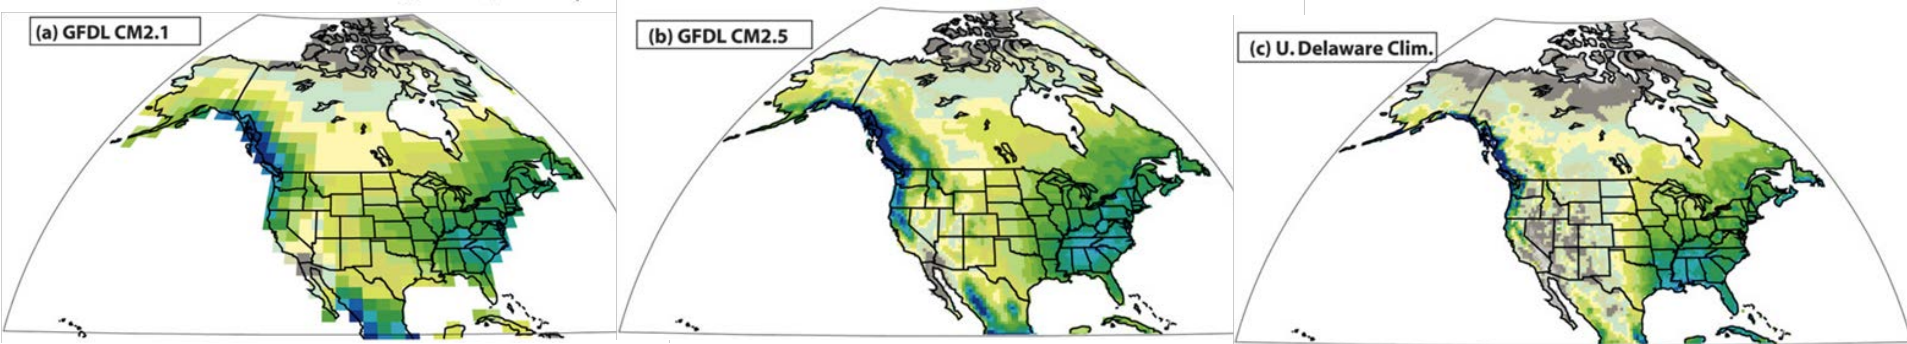 (a) GFDL CM2.1
(b) GFDL CM2.5
(c) U. Delaware Clim.